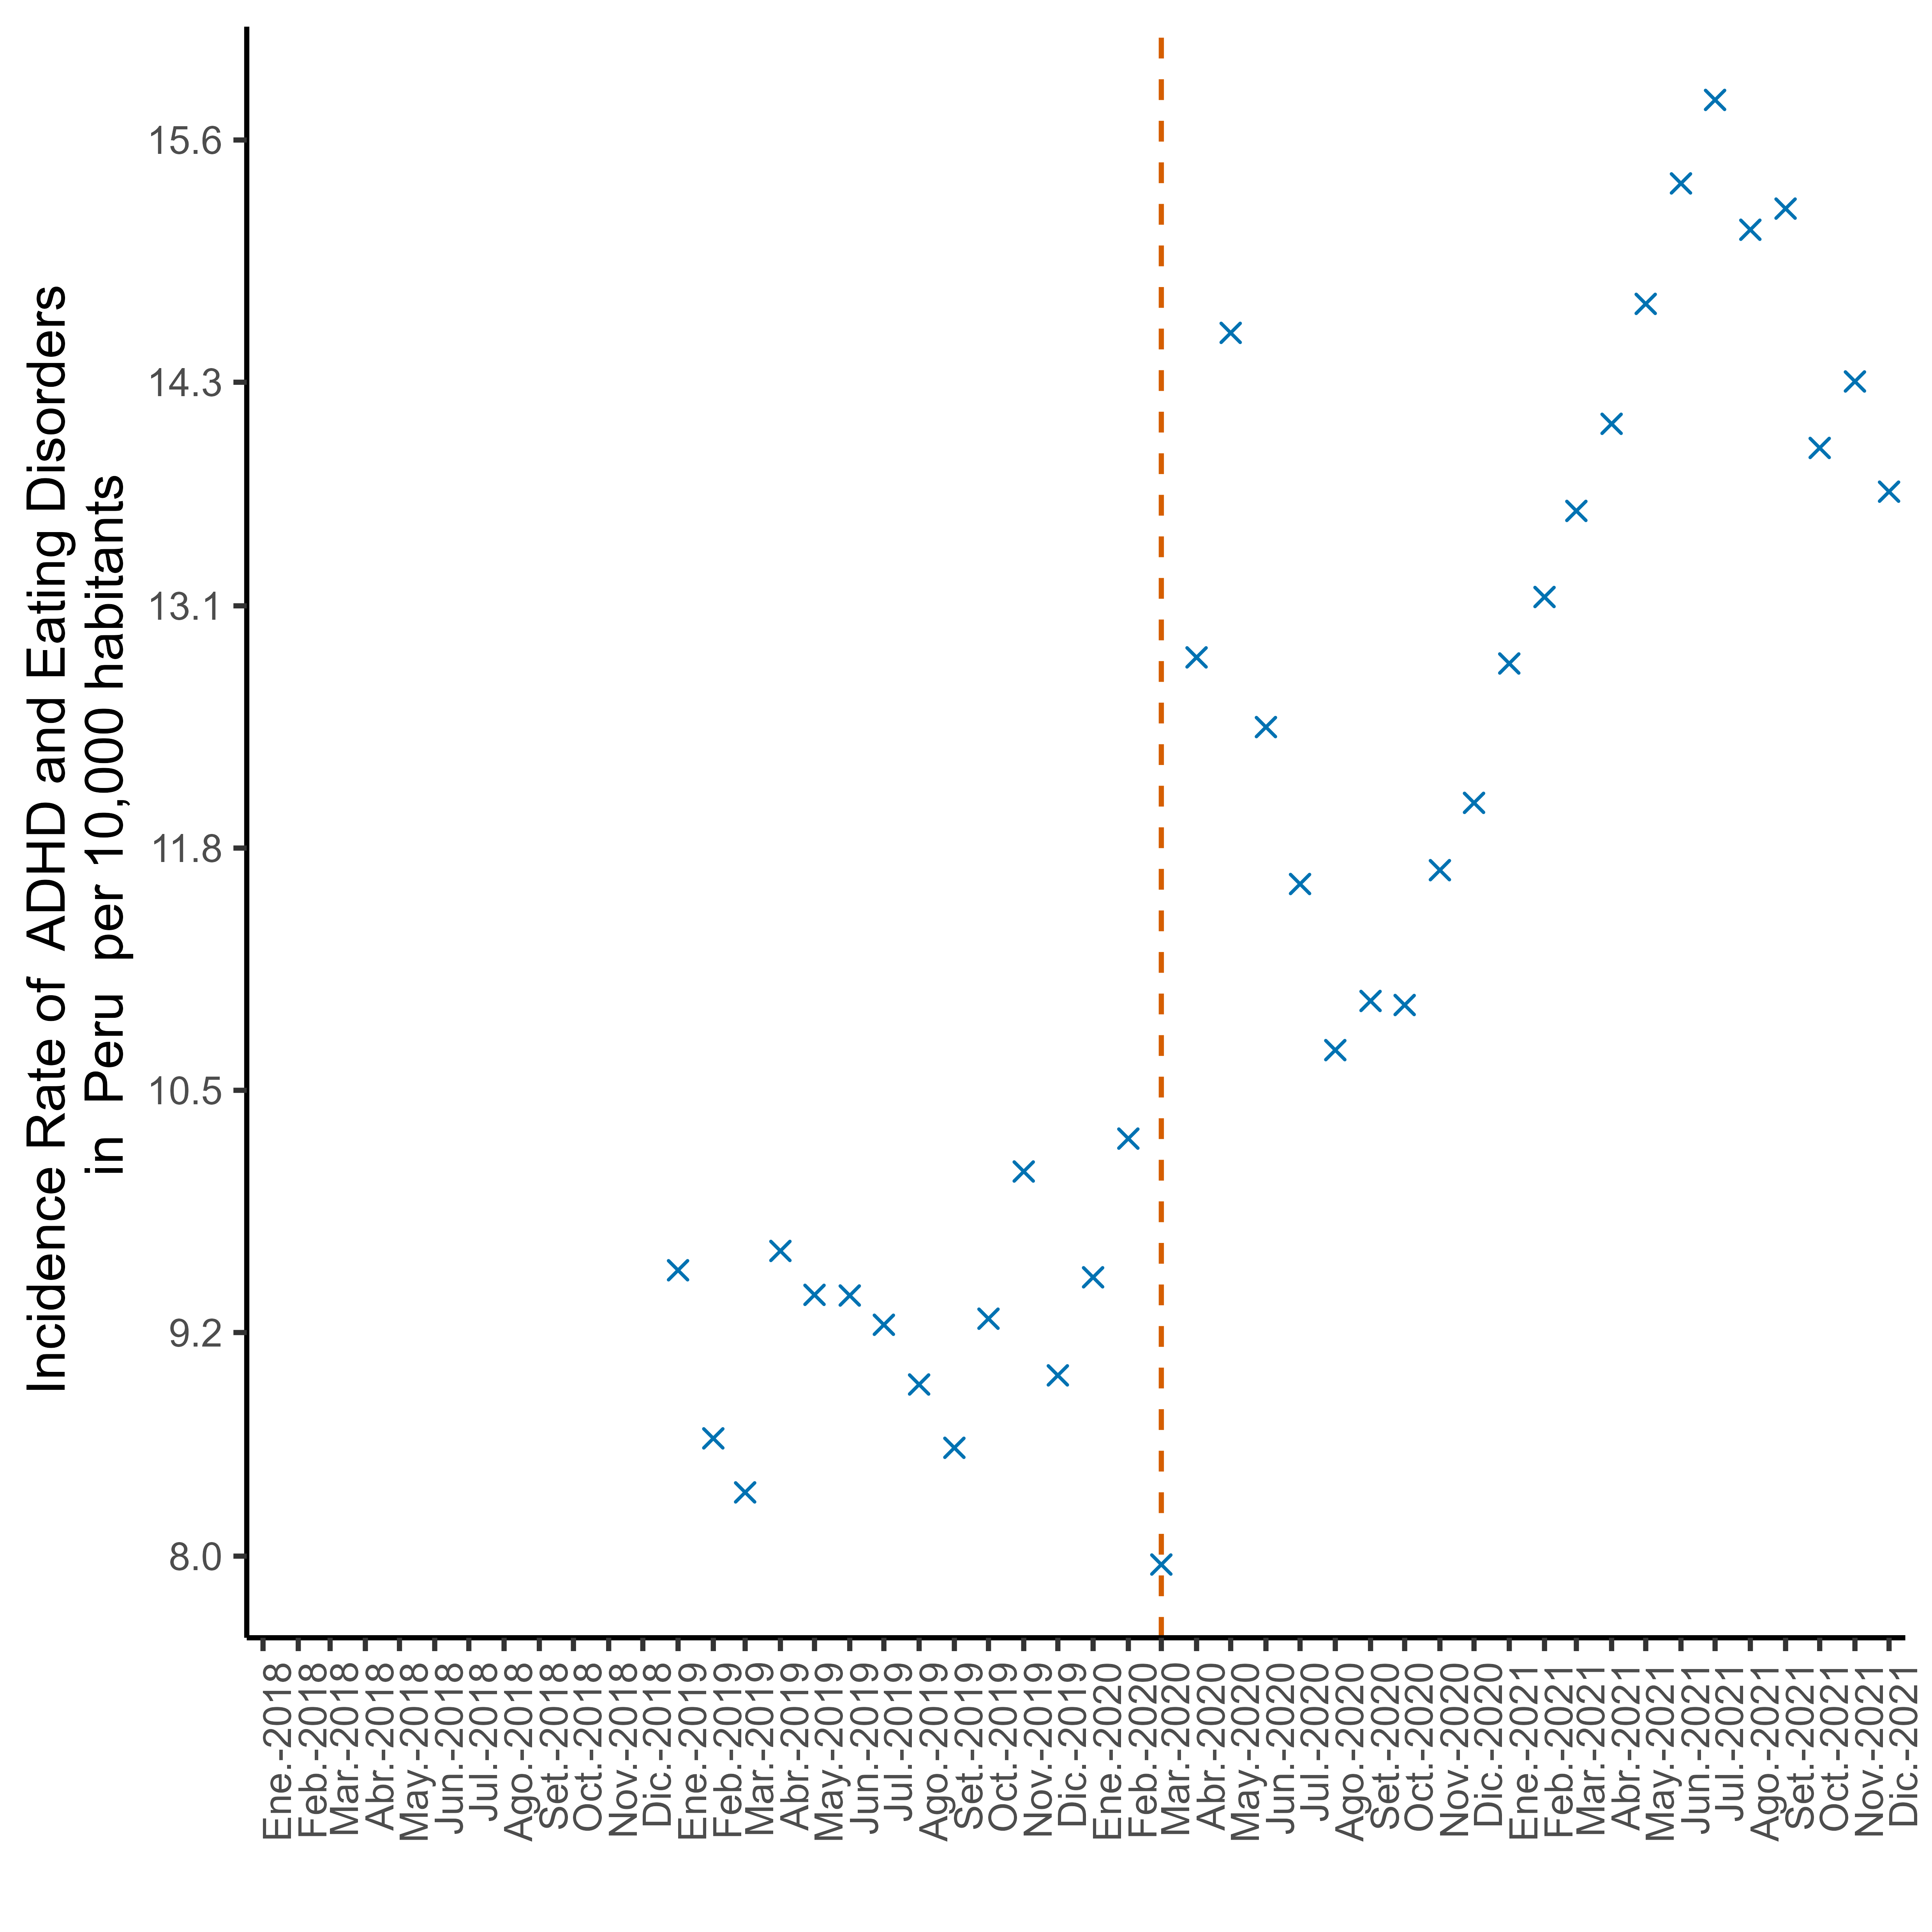 Incidence Rate of ADHD and Eating Disorders
in Peru per 10,000 habitants
15.6
14.3
13.1
11.8
10.5
9.2
8.0
Ene.-2018
Feb.-2018
Mar.-2018
Abr.-2018
May.-2018
Jun.-2018
Jul.-2018
Ago.-2018
Set.-2018
Oct.-2018
Nov.-2018
Dic.-2018
Ene.-2019
Feb.-2019
Mar.-2019
Abr.-2019
May.-2019
Jun.-2019
Jul.-2019
Ago.-2019
Set.-2019
Oct.-2019
Nov.-2019
Dic.-2019
Ene.-2020
Feb.-2020
Mar.-2020
Abr.-2020
May.-2020
Jun.-2020
Jul.-2020
Ago.-2020
Set.-2020
Oct.-2020
Nov.-2020
Dic.-2020
Ene.-2021
Feb.-2021
Mar.-2021
Abr.-2021
May.-2021
Jun.-2021
Jul.-2021
Ago.-2021
Set.-2021
Oct.-2021
Nov.-2021
Dic.-2021